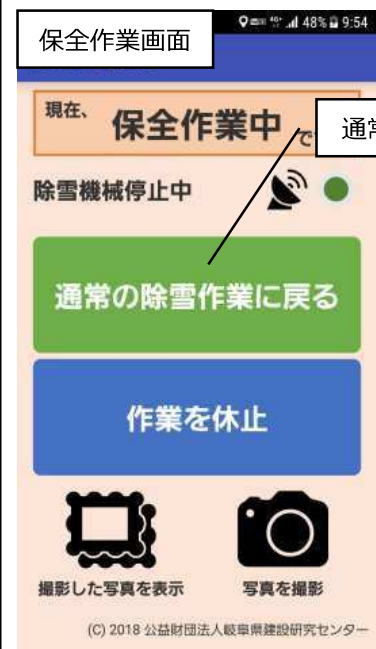 保全作業画面
48% 9:54
現在、
保全作業中
で
通常
除雪機械停止中
通常の除雪作業に戻る
作業を休止
撮影した写真を表示
写真を撮影
(C) 2018 公益財団法人岐阜県建設研究センター